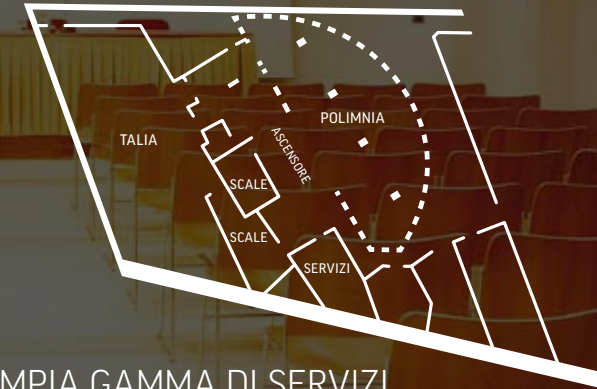 POLIMNIA
TALIA
ASCENSORE
SCALE
SCALE
SERVIZI
MPIA GAMMA DI SERVIZI